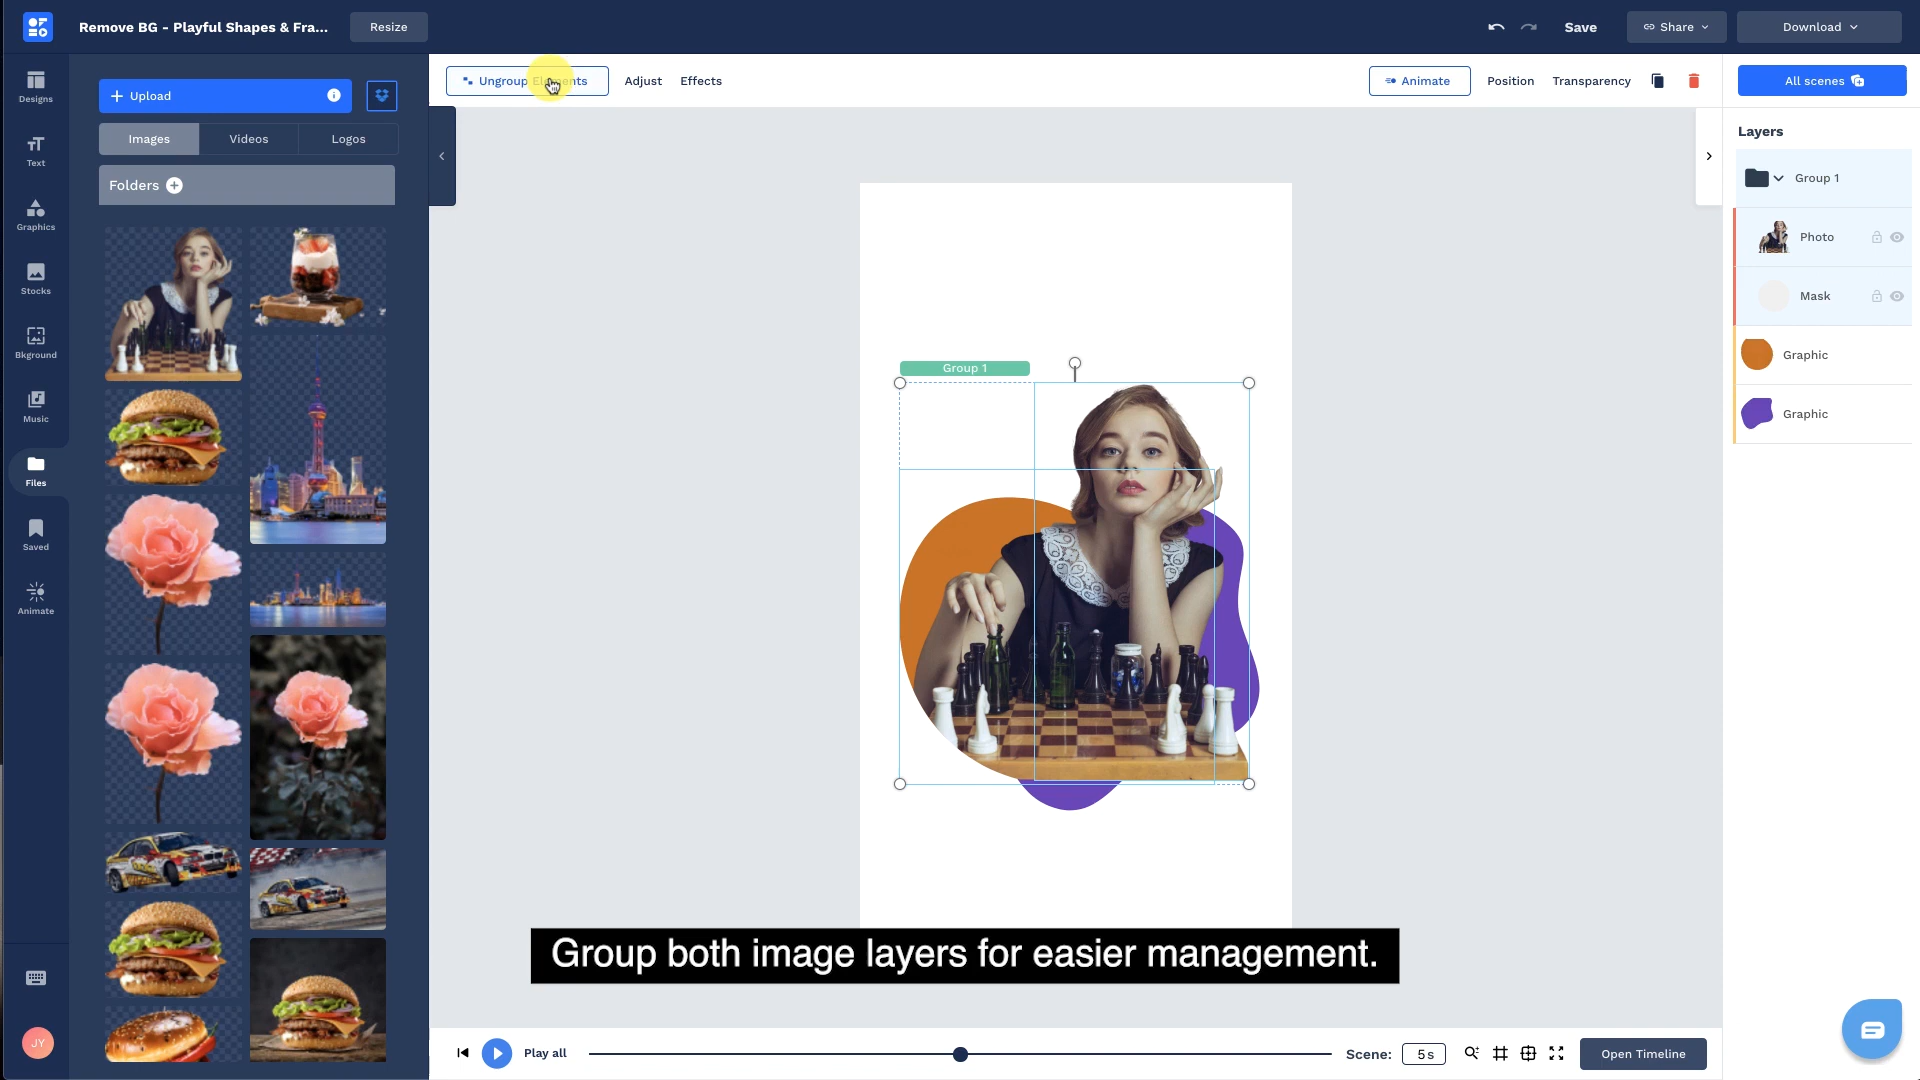 Remove BG - Playful Shapes & Fra...
Resize
Save
Share
Download
Designs
Text
Graphics
Stocks
Bkground
Music
Files
Saved
Animate
JY
+ Upload
Images
Videos
Logos
Folders
Ungroup Elements
Adjust
Effects
Animate
Position
Transparency
All scenes
Layers
Group 1
Photo
Mask
Graphic
Graphic
Group 1
Group both image layers for easier management.
Play all
Scene:
5s
Open Timeline